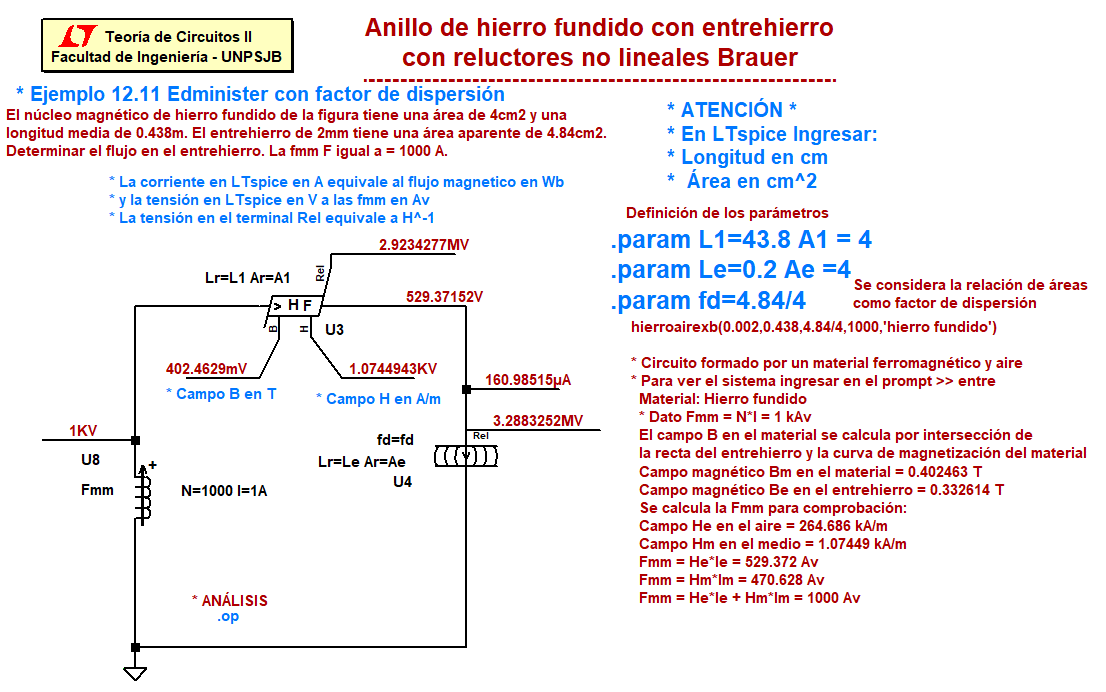 Teoría de Circuitos II
Facultad de Ingeniería - UNPSJB
Anillo de hierro fundido con entrehierro
con reluctores no lineales Brauer
* Ejemplo 12.11 Edminister con factor de dispersión
El núcleo magnético de hierro fundido de la figura tiene una área de 4cm2 y una
longitud media de 0.438m. El entrehierro de 2mm tiene una área aparente de 4.84cm2.
Determinar el flujo en el entrehierro. La fmm F igual a = 1000 A.
* La corriente en LTspice en A equivale al flujo magnetico en Wb
* y la tensión en LTspice en V a las fmm en Av
* La tensión en el terminal Rel equivale a H^-1
* ATENCIÓN *
* En LTspice Ingresar:
* Longitud en cm
* Área en cm^2
Definición de los parámetros
.param L1=43.8 A1 = 4
.param Le=0.2 Ae =4
.param fd=4.84/4
Se considera la relación de áreas
como factor de dispersión
hierroairexb(0.002,0.438,4.84/4,1000,'hierro fundido')
* Circuito formado por un material ferromagnético y aire
* Para ver el sistema ingresar en el prompt >> entre
Material: Hierro fundido
* Dato Fmm = N*I = 1 kAv
El campo B en el material se calcula por intersección de
la recta del entrehierro y la curva de magnetización del material
Campo magnético Bm en el material = 0.402463 T
Campo magnético Be en el entrehierro = 0.332614 T
Se calcula la Fmm para comprobación:
Campo He en el aire = 264.686 kA/m
Campo Hm en el medio = 1.07449 kA/m
Fmm = He*le = 529.372 Av
Fmm = Hm*lm = 470.628 Av
Fmm = He*le + Hm*lm = 1000 Av
2.9234277MV
Rel
Lr=L1 Ar=A1
529.37152V
> H F
B
H
U3
402.4629mV
* Campo B en T
1.0744943KV
* Campo H en A/m
160.98515µA
3.2883252MV
Rel
fd=fd
Lr=Le Ar=Ae
U4
1KV
U8
+
Fmm
N=1000 I=1A
* ANÁLISIS
.op